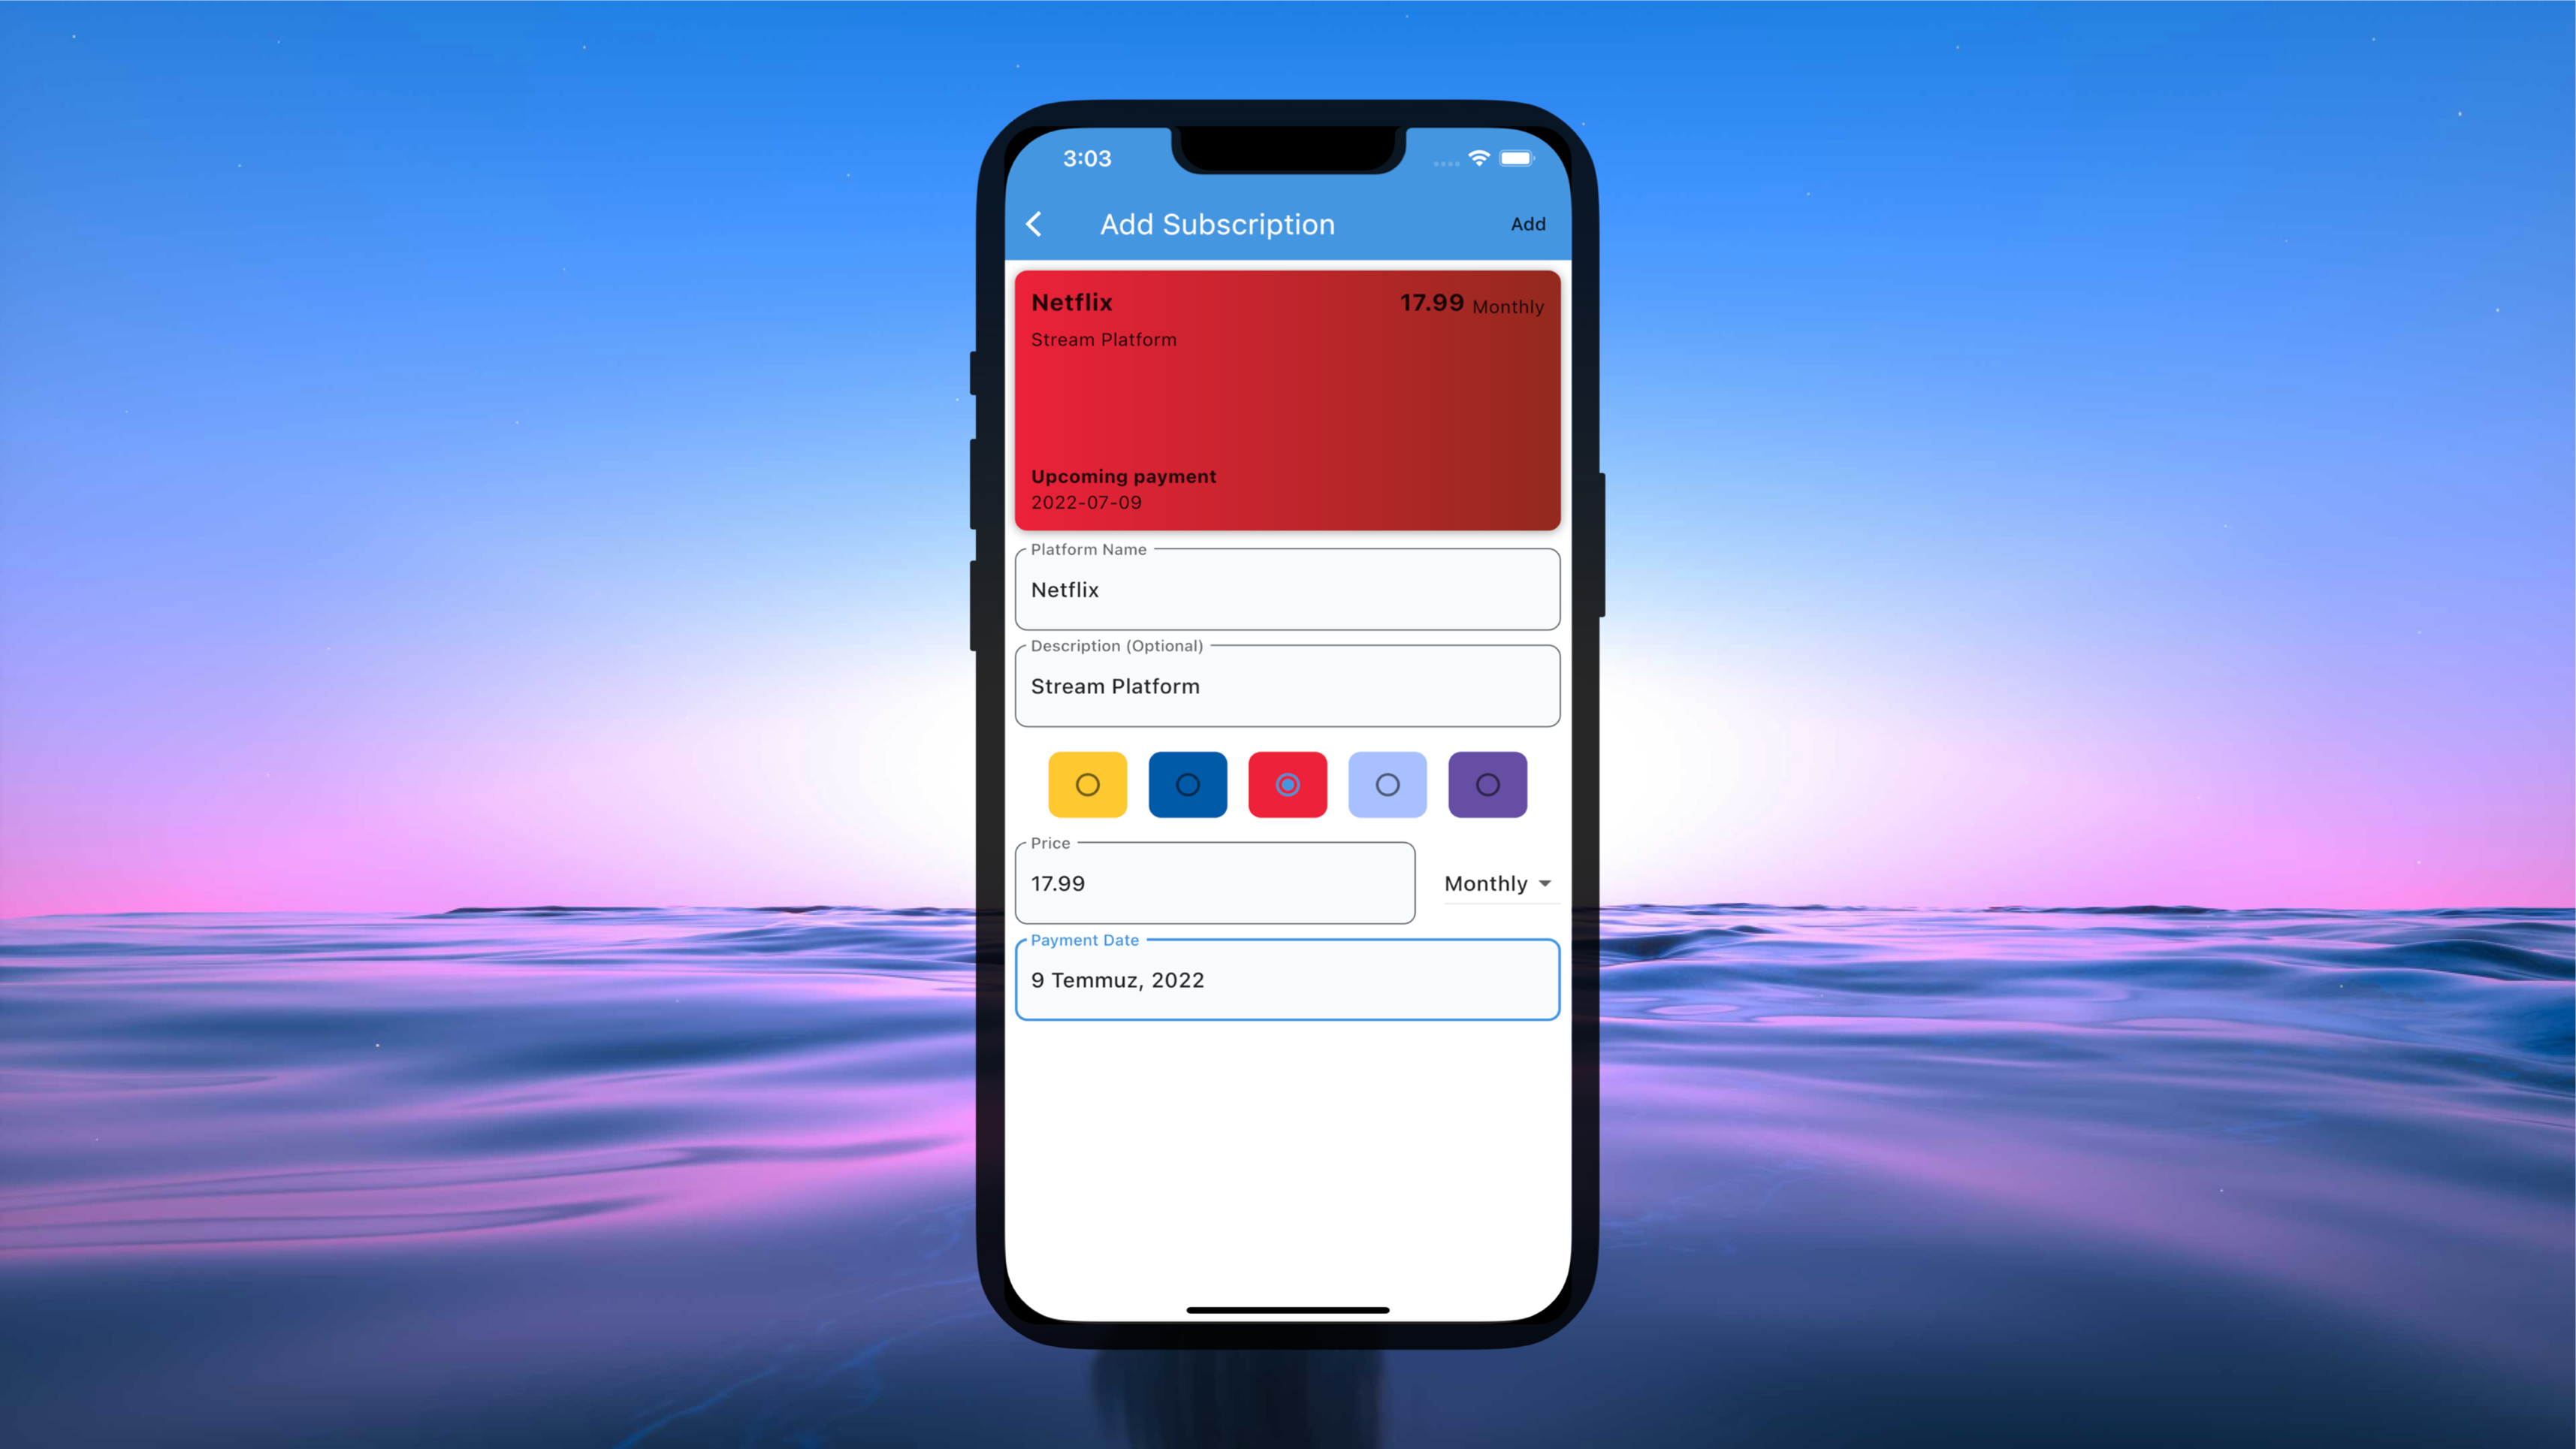 3:03
Add Subscription Add
Netflix 17.99 Monthly
Stream Platform
Upcoming payment
2022-07-09
Platform Name
Netflix
Description (Optional)
Stream Platform
Price
17.99 Monthly
Payment Date
9 Temmuz, 2022